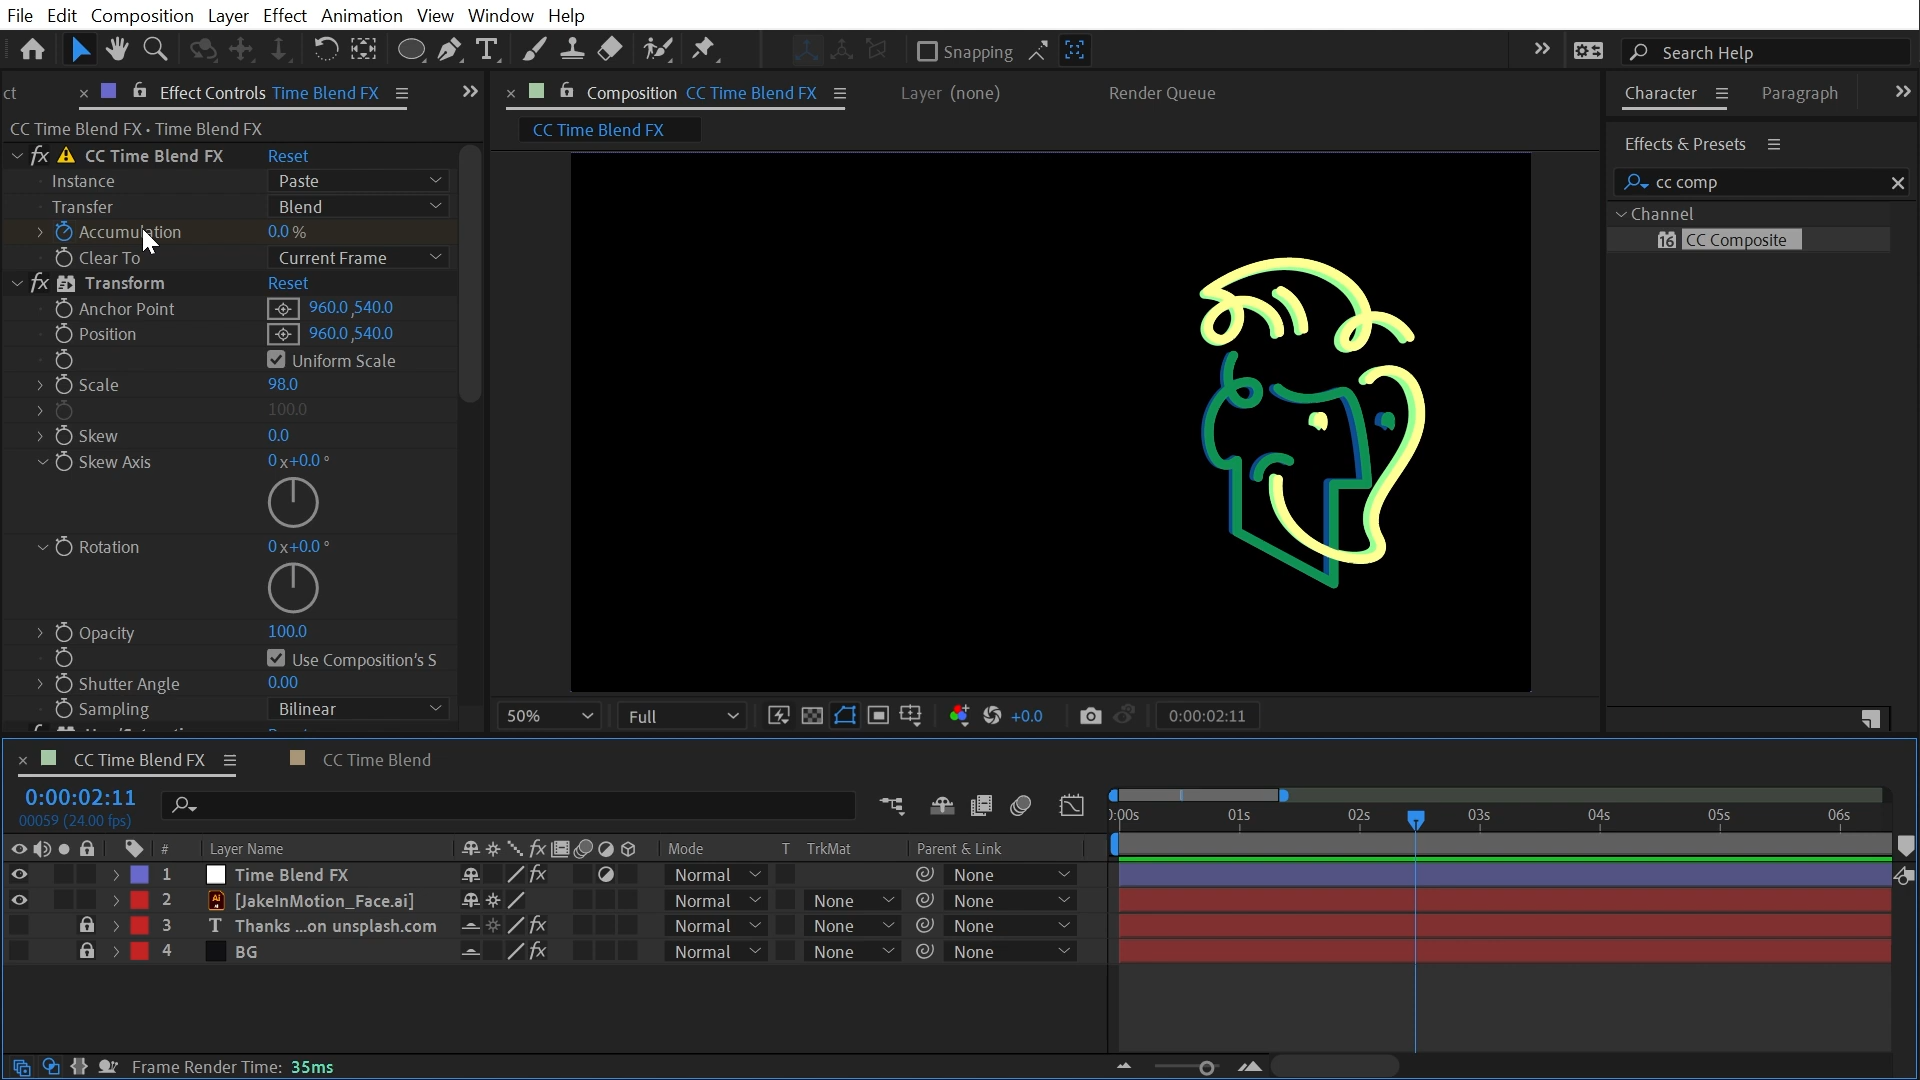 File Edit Composition Layer Effect Animation View Window Help
Snapping
Search Help
ct
Effect Controls Time Blend FX
CC Time Blend FX • Time Blend FX
CC Time Blend FX Reset
Instance Paste
Transfer Blend
Accumulation 0.0 %
Clear To Current Frame
Transform Reset
Anchor Point 960.0 ,540.0
Position 960.0 ,540.0
Uniform Scale
Scale 98.0
100.0
Skew 0.0
Skew Axis 0 x+0.0 °
Rotation 0 x+0.0 °
Opacity 100.0
Use Composition's S
Shutter Angle 0.00
Sampling Bilinear
Composition CC Time Blend FX
Layer (none)
Render Queue
CC Time Blend FX
50% Full +0.0 0:00:02:11
Character Paragraph
Effects & Presets
cc comp
Channel
16 CC Composite
CC Time Blend FX CC Time Blend
0:00:02:11
00059 (24.00 fps)
):00s 01s 02s 03s 04s 05s 06s
# Layer Name fx Mode T TrkMat Parent & Link
1 Time Blend FX fx Normal None
2 Ai [JakeInMotion_Face.ai] Normal None None
3 T Thanks ...on unsplash.com fx Normal None None
4 BG fx Normal None None
Frame Render Time: 35ms